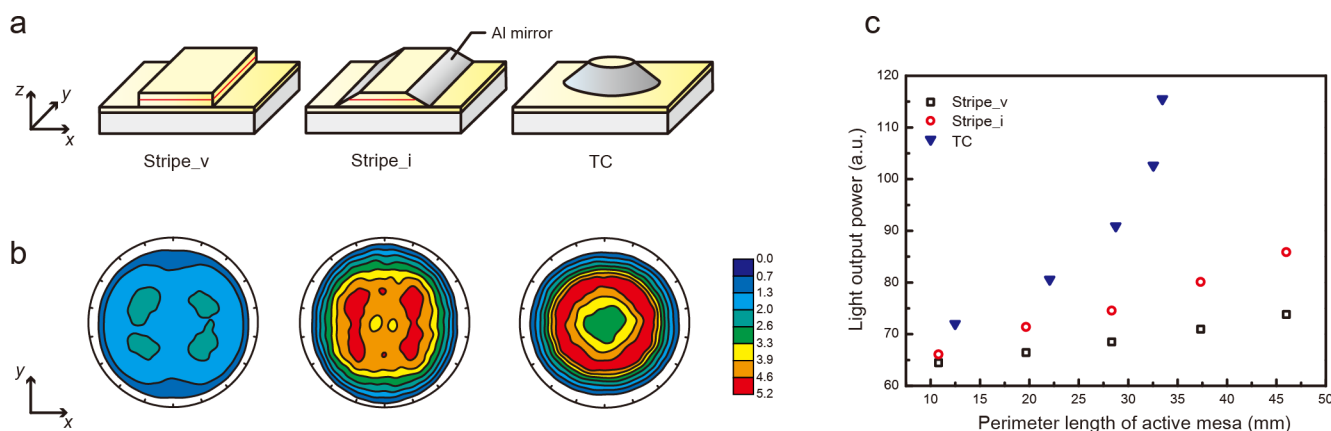 a
Al mirror
z
y
x
Stripe_v
Stripe_i
TC
b
y
x
0.0
0.7
1.3
2.0
2.6
3.3
3.9
4.6
5.2
c
Light output power (a.u.)
120
110
100
90
80
70
60
Stripe_v
Stripe_i
TC
10 15 20 25 30 35 40 45 50
Perimeter length of active mesa (mm)